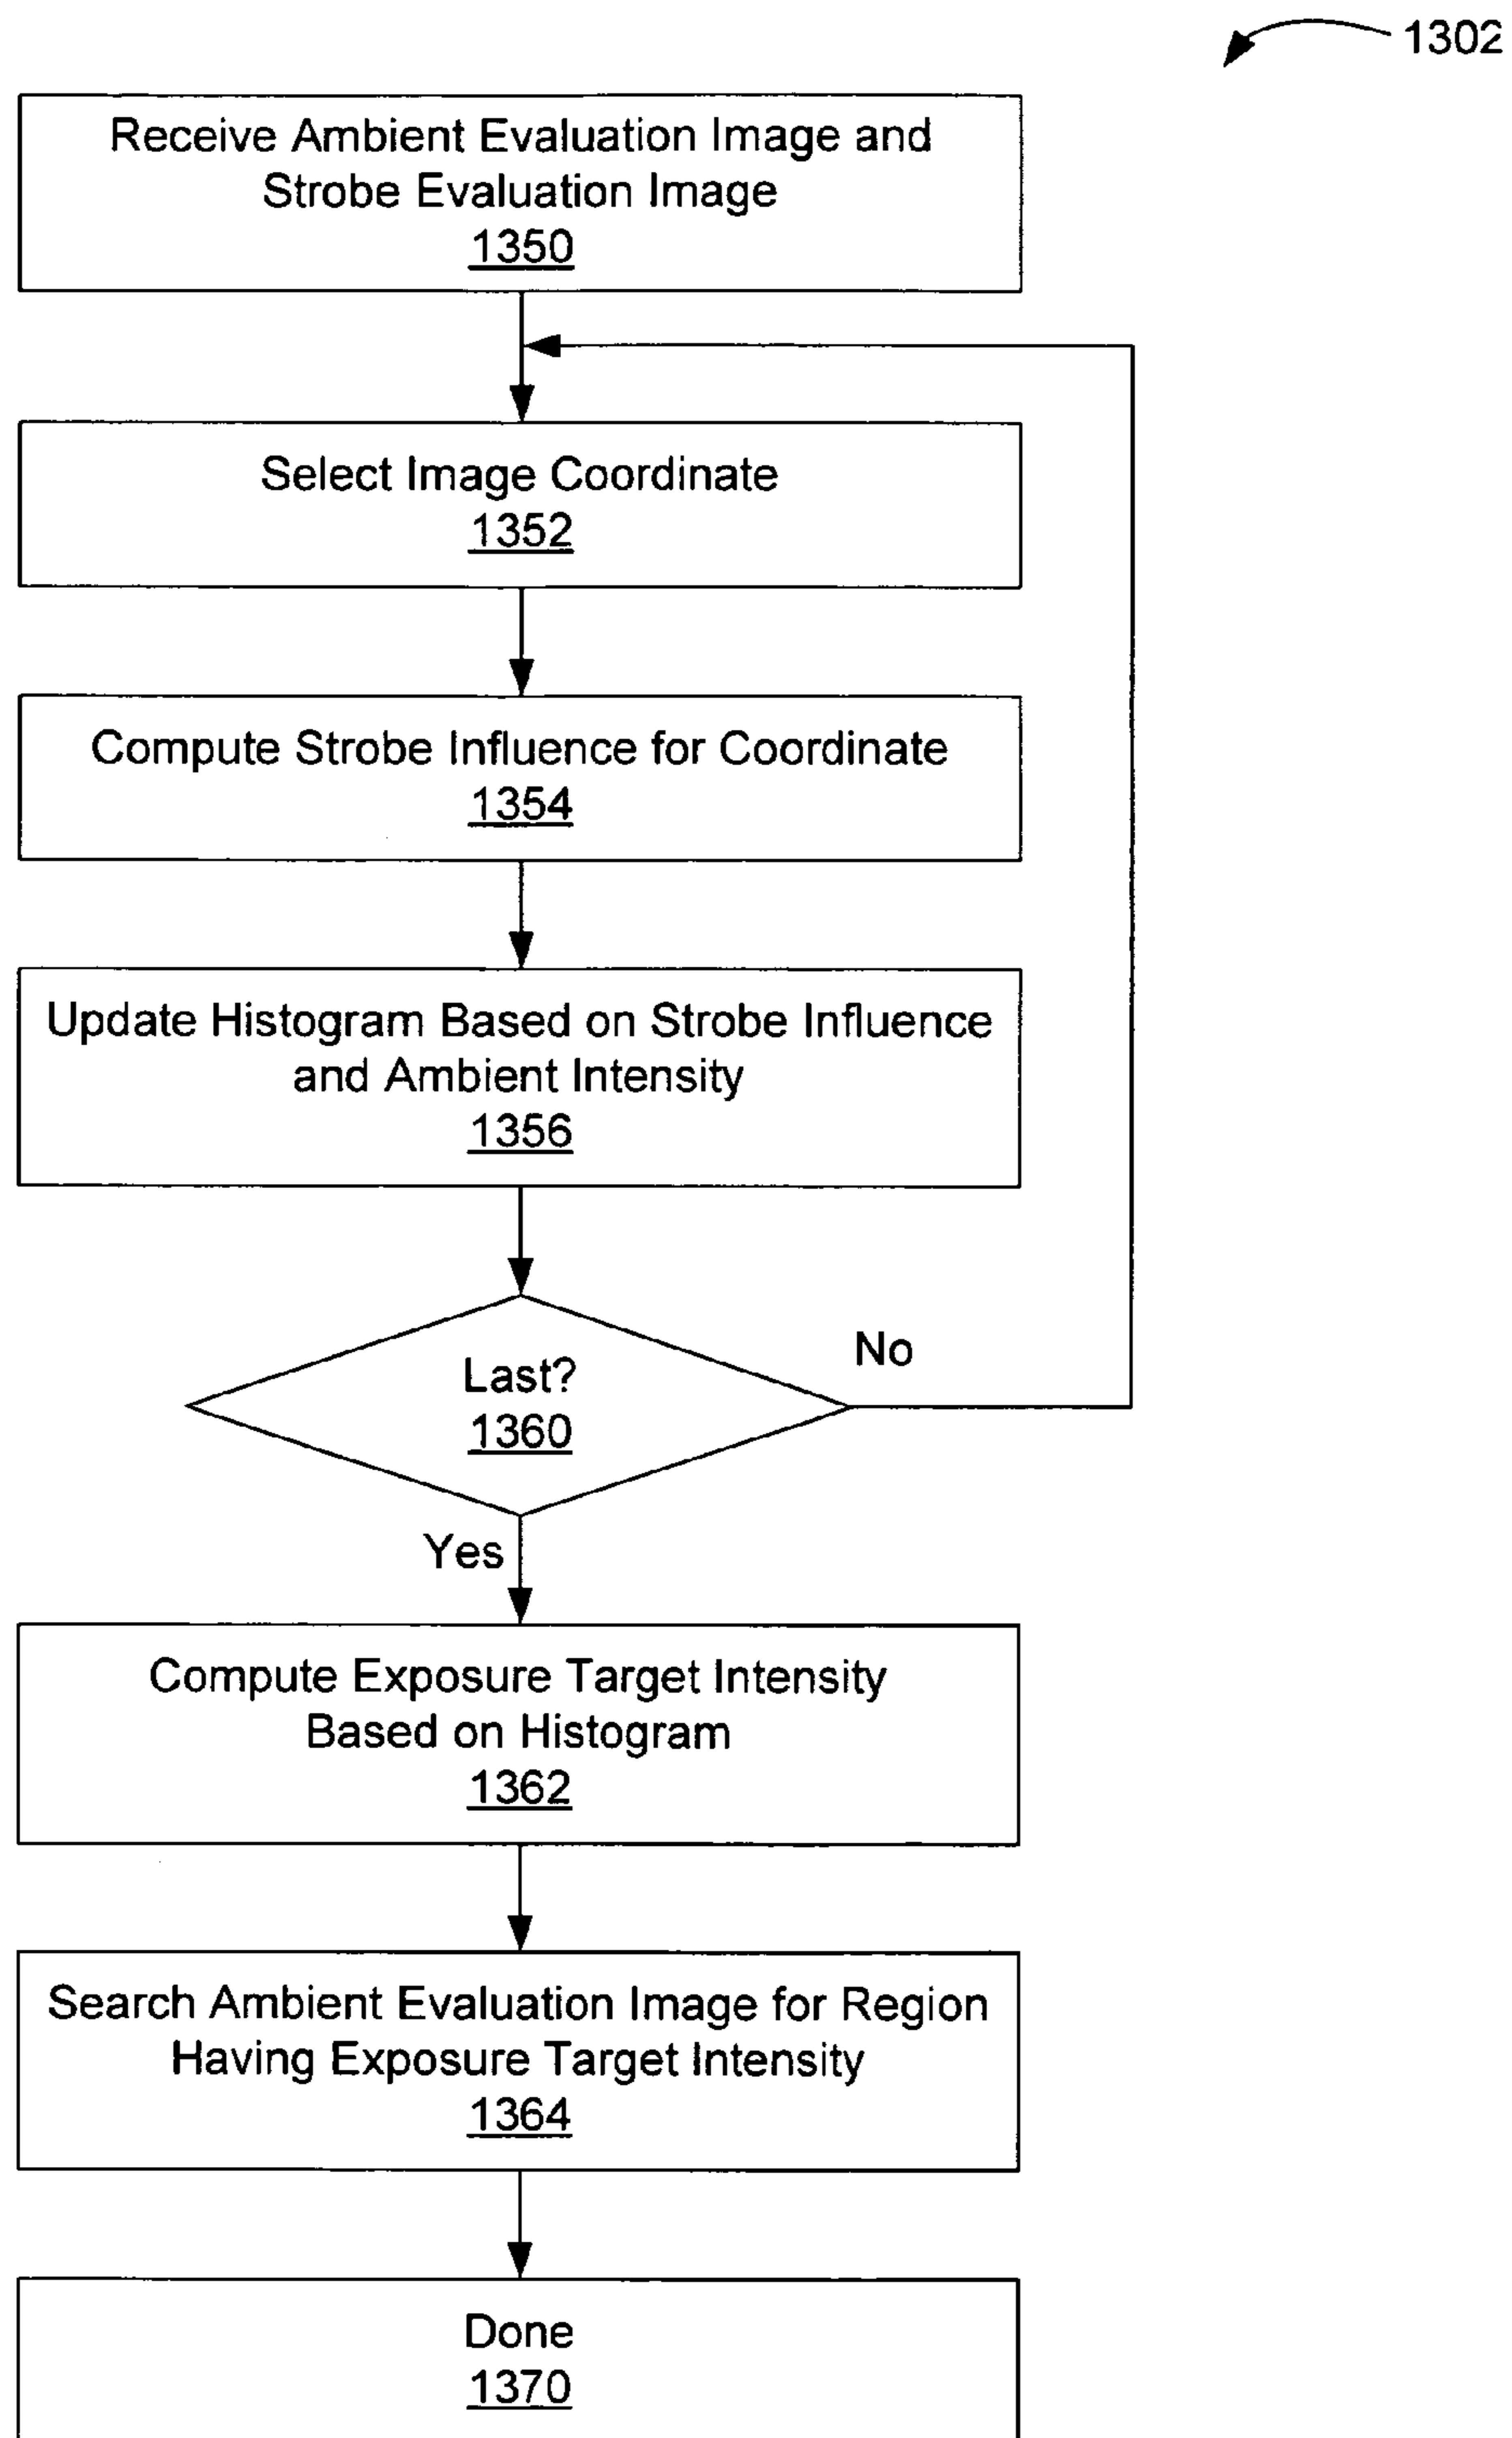 1302
Receive Ambient Evaluation Image and
Strobe Evaluation Image
1350
Select Image Coordinate
1352
Compute Strobe Influence for Coordinate
1354
Update Histogram Based on Strobe Influence
and Ambient Intensity
1356
Last?
1360
No
Yes
Compute Exposure Target Intensity
Based on Histogram
1362
Search Ambient Evaluation Image for Region
Having Exposure Target Intensity
1364
Done
1370